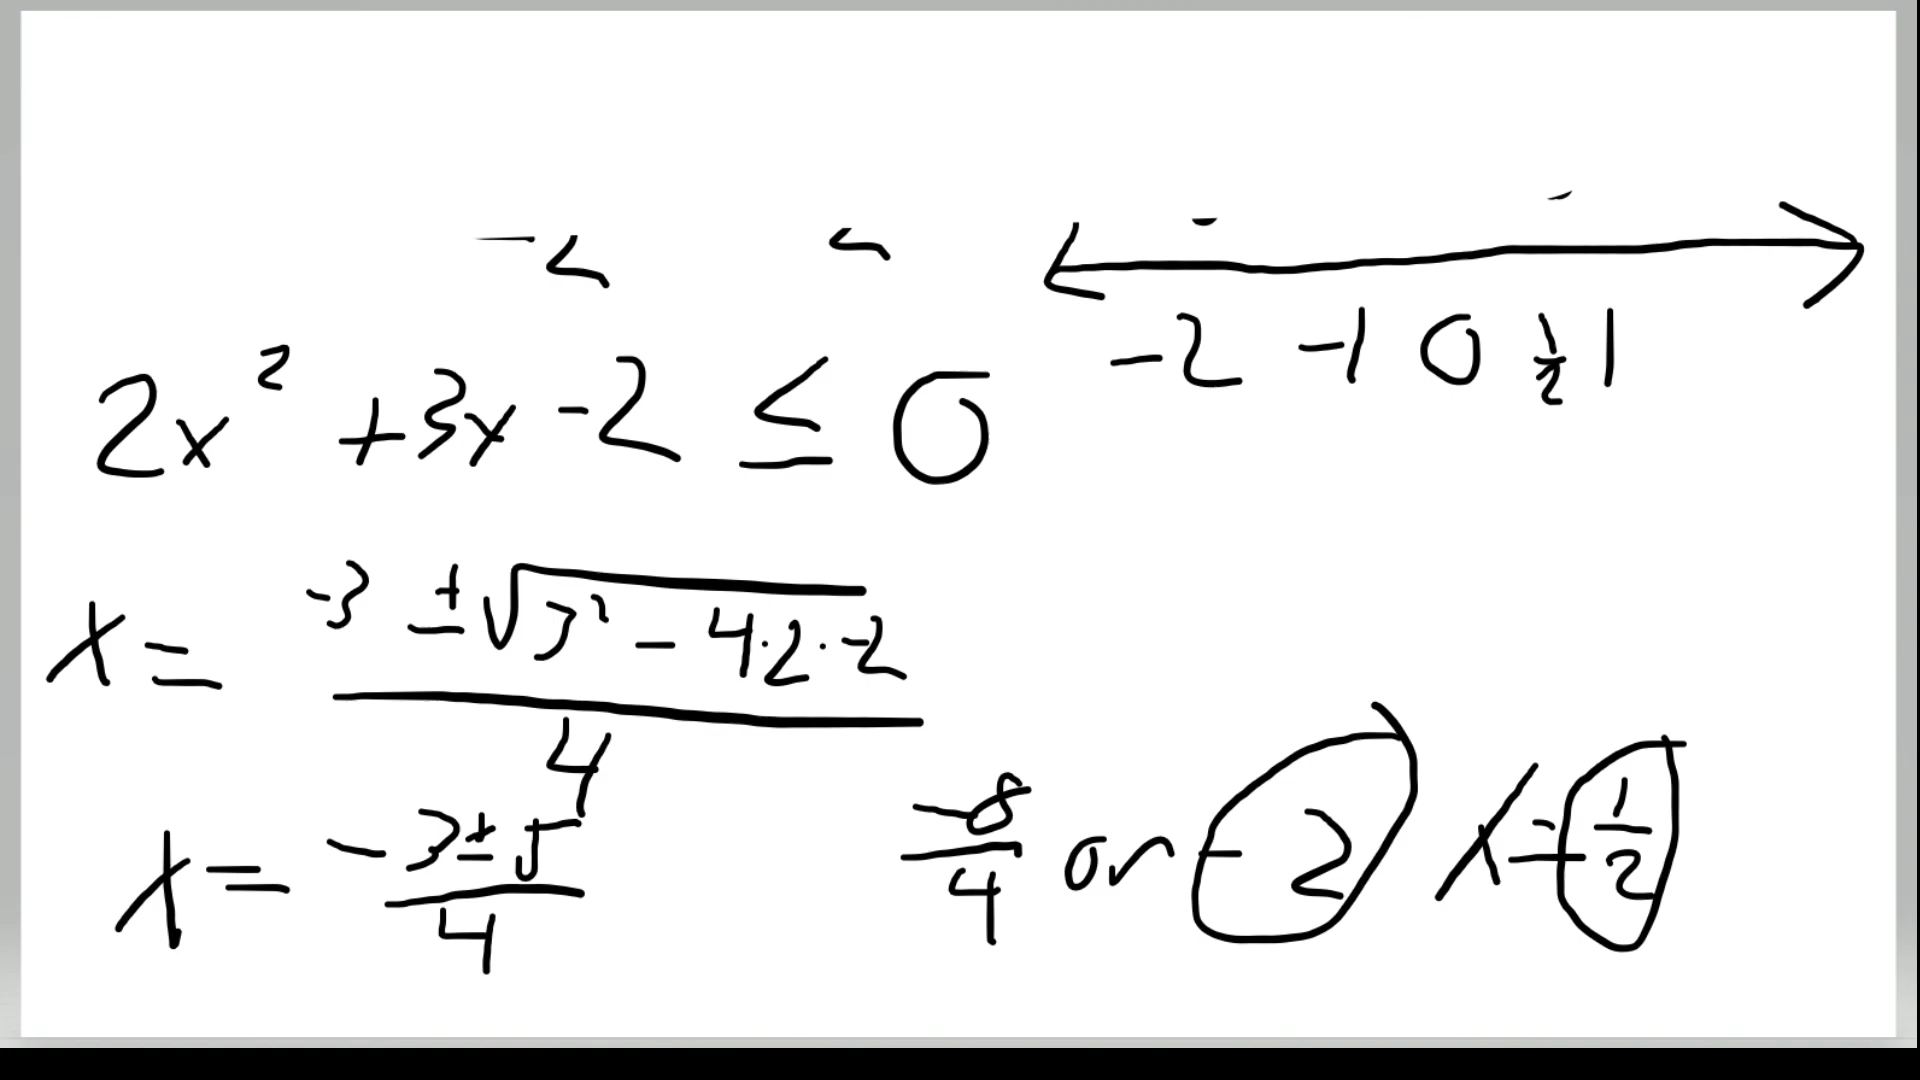 -2 -1 0 1/2 1
2x² + 3x - 2 ≤ 0
x = (-3 ± √(3² - 4·2·-2))/4
x = (-3 ± 5)/4 -8/4 or -2 x = 1/2